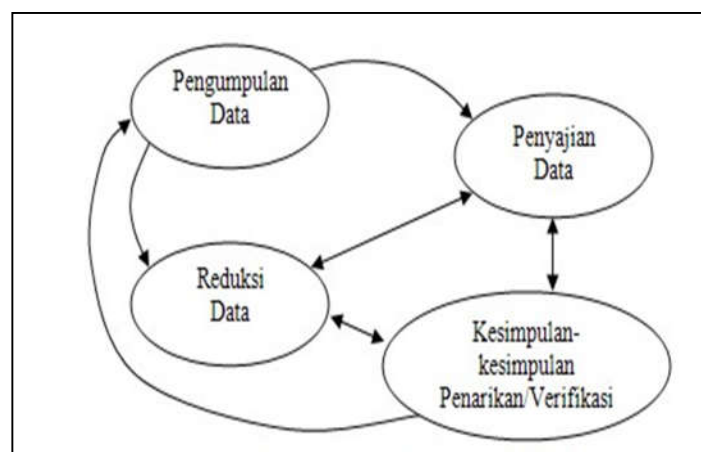 Pengumpulan
Data
Penyajian
Data
Reduksi
Data
Kesimpulan-
kesimpulan
Penarikan/Verifikasi